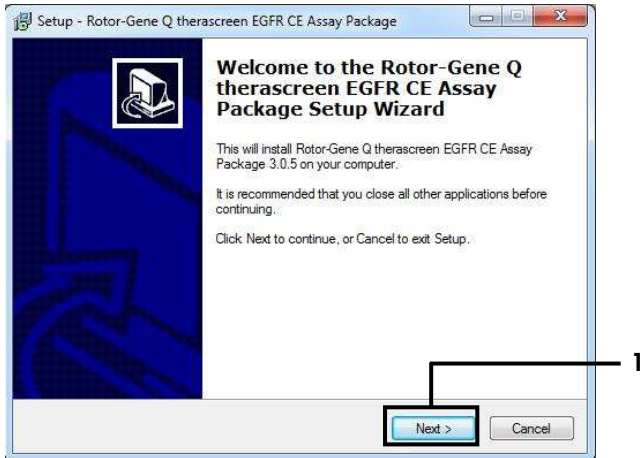 Setup - Rotor-Gene Q therascreen EGFR CE Assay Package
Welcome to the Rotor-Gene Q
therascreen EGFR CE Assay
Package Setup Wizard
This will install Rotor-Gene Q therascreen EGFR CE Assay
Package 3.0.5 on your computer.
It is recommended that you close all other applications before
continuing.
Click Next to continue, or Cancel to exit Setup.
1
Next >
Cancel